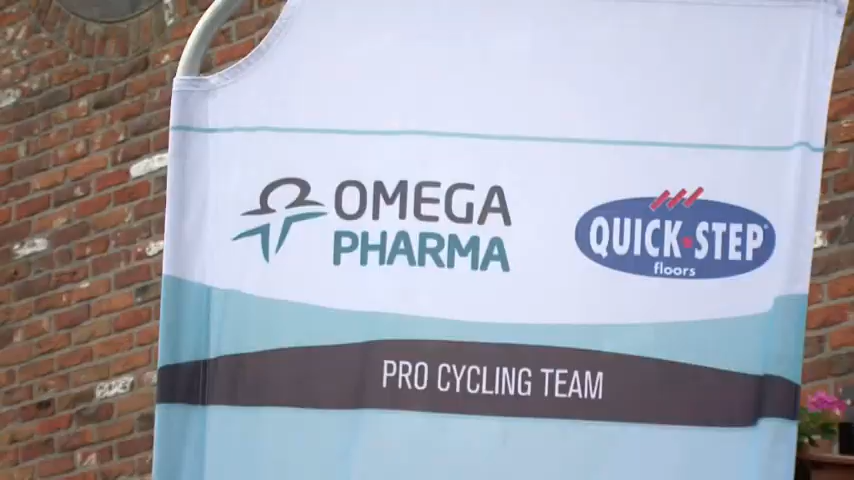 OMEGA
PHARMA
QUICK•STEP®
floors
PRO CYCLING TEAM